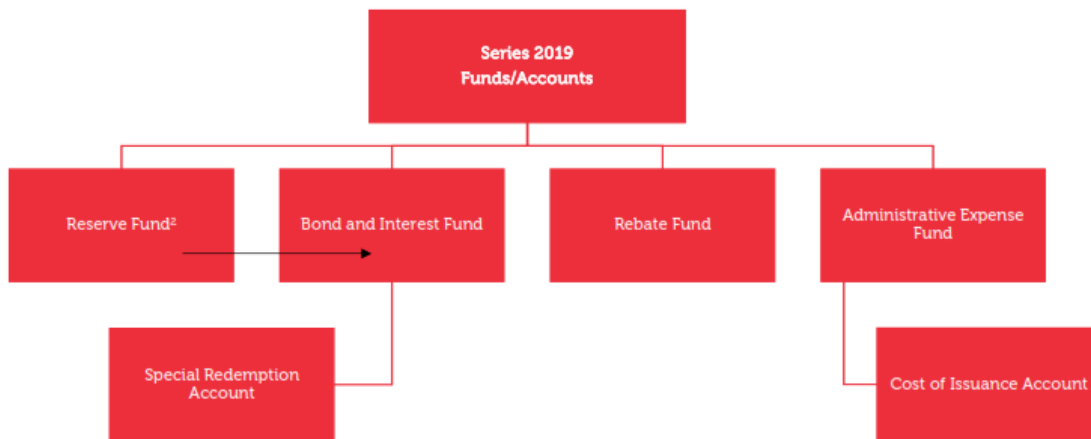 Series 2019
Funds/Accounts
Reserve Fund²
Bond and Interest Fund
Rebate Fund
Administrative Expense
Fund
Special Redemption
Account
Cost of Issuance Account